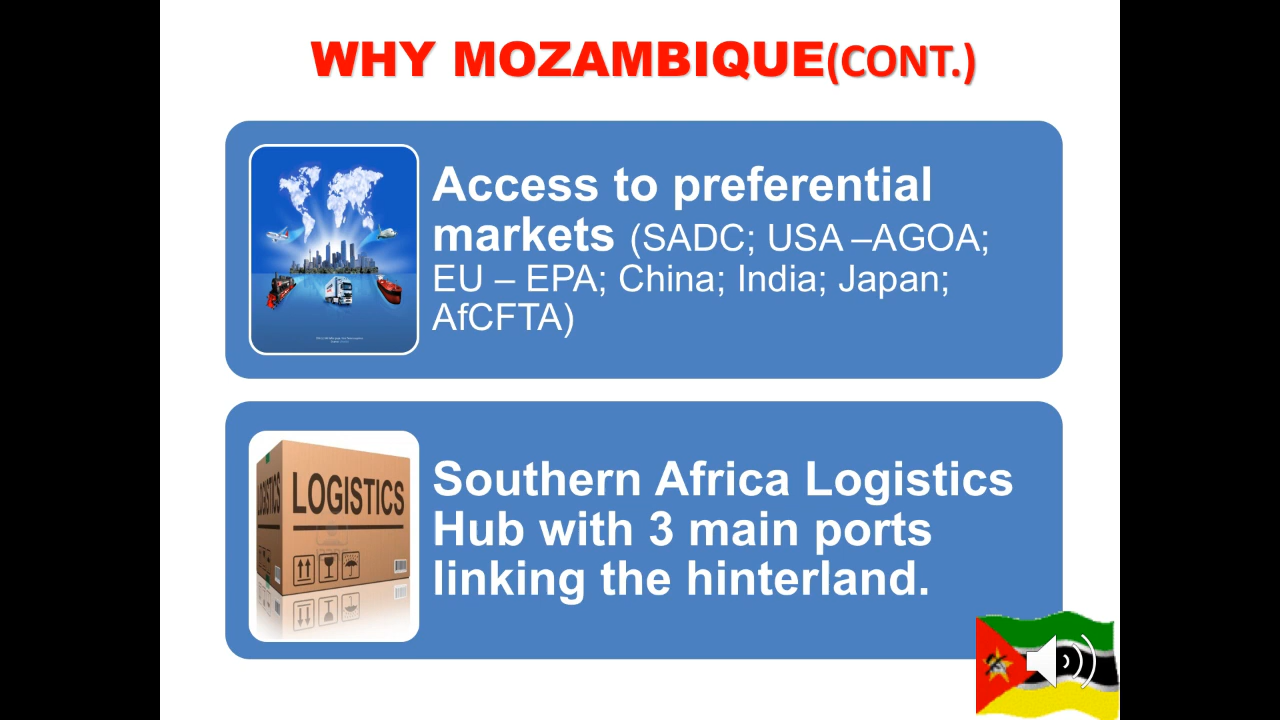 WHY MOZAMBIQUE(CONT.)
Access to preferential
markets (SADC; USA –AGOA;
EU – EPA; China; India; Japan;
AfCFTA)
LOGISTICS
LOGISTICS
Southern Africa Logistics
Hub with 3 main ports
linking the hinterland.